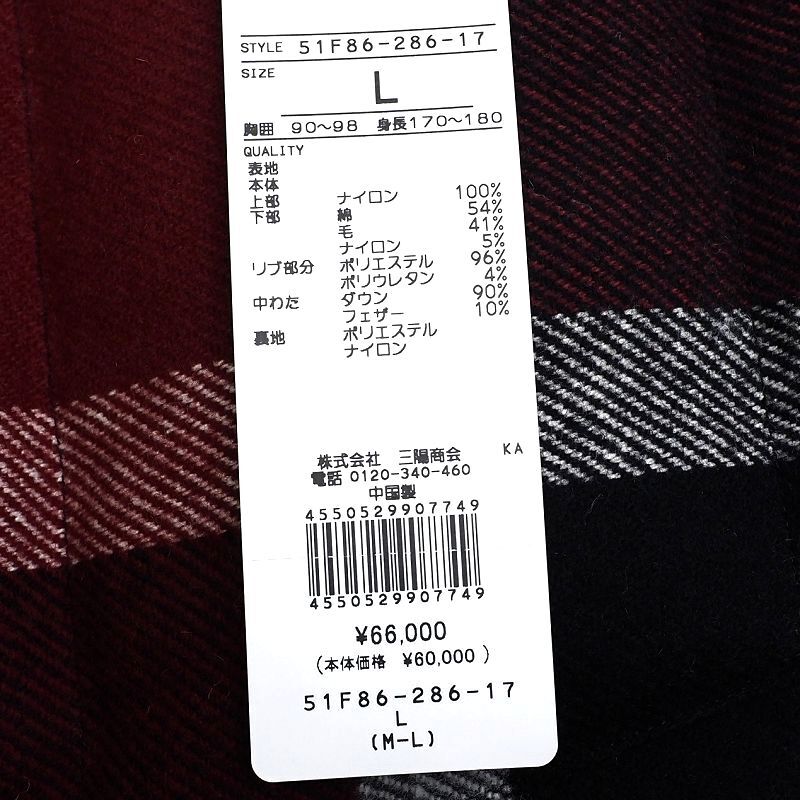 STYLE 51F86-286-17
SIZE
L
胸囲 90〜98 身長170〜180
QUALITY
表地
本体
上部 ナイロン 100%
下部 綿 54%
毛 41%
ナイロン 5%
リブ部分 ポリエステル 96%
ポリウレタン 4%
中わた ダウン 90%
フェザー 10%
裏地 ポリエステル
ナイロン
株式会社 三陽商会 KA
電話 0120-340-460
中国製
4550529907749
4550529907749
¥66,000
(本体価格 ¥60,000)
51F86-286-17
L
(M-L)